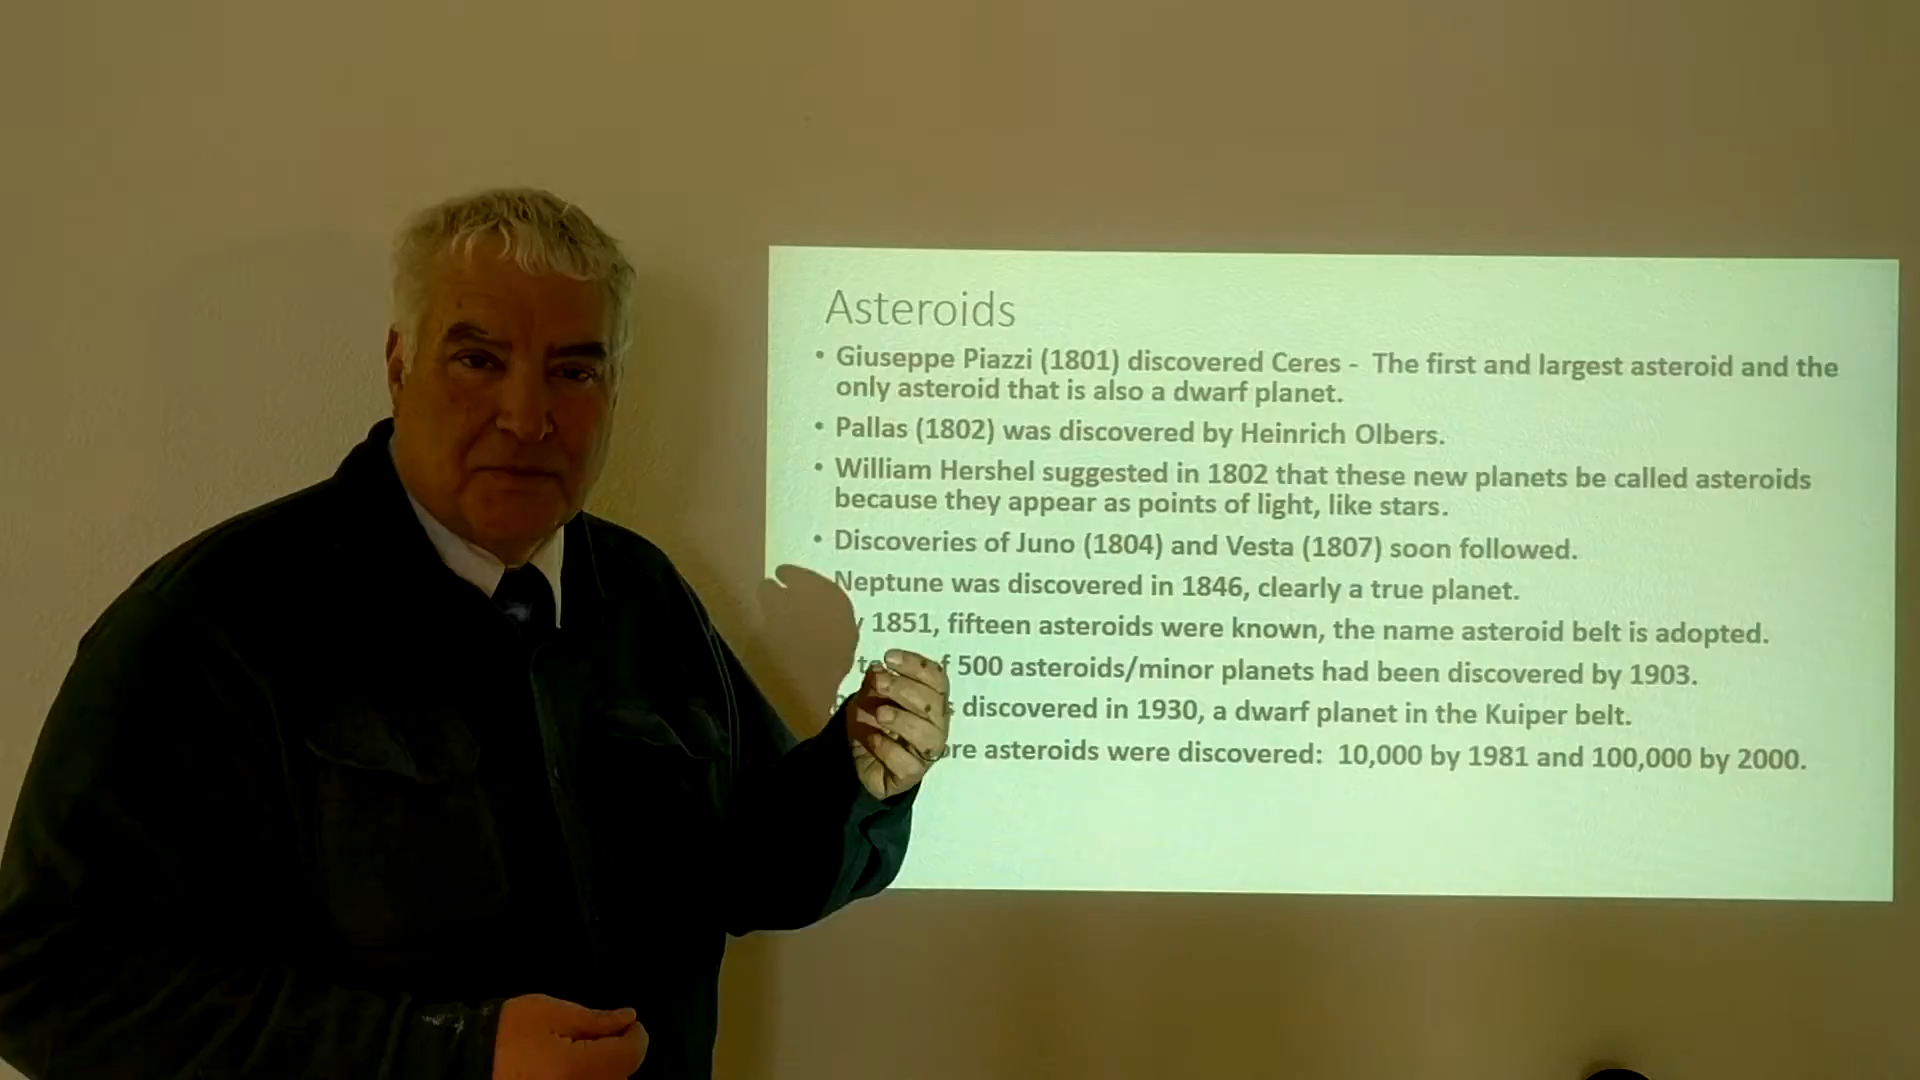 Asteroids
• Giuseppe Piazzi (1801) discovered Ceres - The first and largest asteroid and the
only asteroid that is also a dwarf planet.
• Pallas (1802) was discovered by Heinrich Olbers.
• William Hershel suggested in 1802 that these new planets be called asteroids
because they appear as points of light, like stars.
• Discoveries of Juno (1804) and Vesta (1807) soon followed.
Neptune was discovered in 1846, clearly a true planet.
1851, fifteen asteroids were known, the name asteroid belt is adopted.
500 asteroids/minor planets had been discovered by 1903.
discovered in 1930, a dwarf planet in the Kuiper belt.
asteroids were discovered: 10,000 by 1981 and 100,000 by 2000.